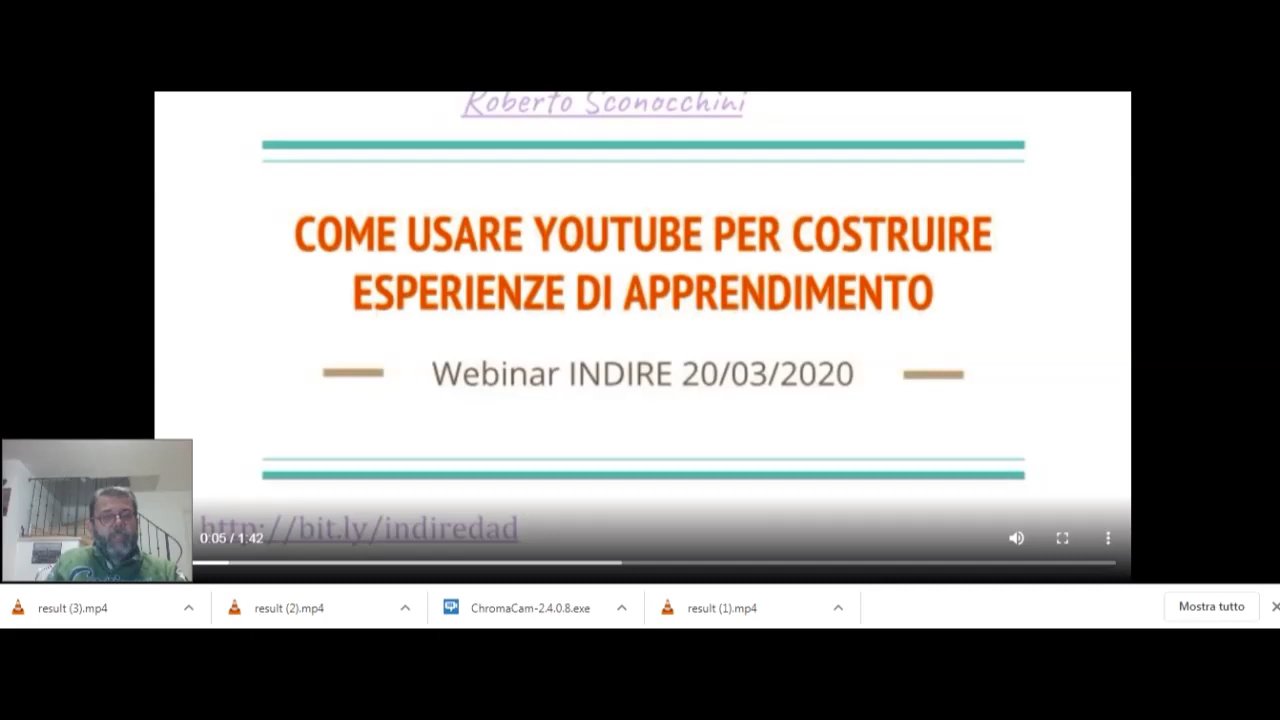 Roberto Sconocchini
COME USARE YOUTUBE PER COSTRUIRE
ESPERIENZE DI APPRENDIMENTO
Webinar INDIRE 20/03/2020
http://bit.ly/indiredad
0:05 / 1:42
result (3).mp4
result (2).mp4
ChromaCam-2.4.0.8.exe
result (1).mp4
Mostra tutto